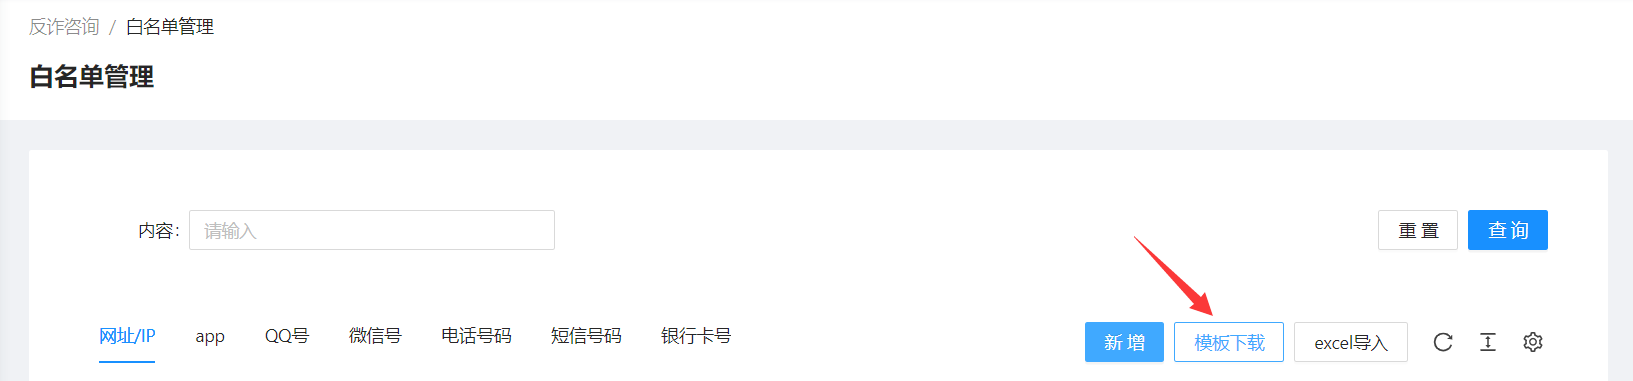 反诈咨询 / 白名单管理
白名单管理
内容: 请输入 重置 查询
网址/IP app QQ号 微信号 电话号码 短信号码 银行卡号 新增 模板下载 excel导入